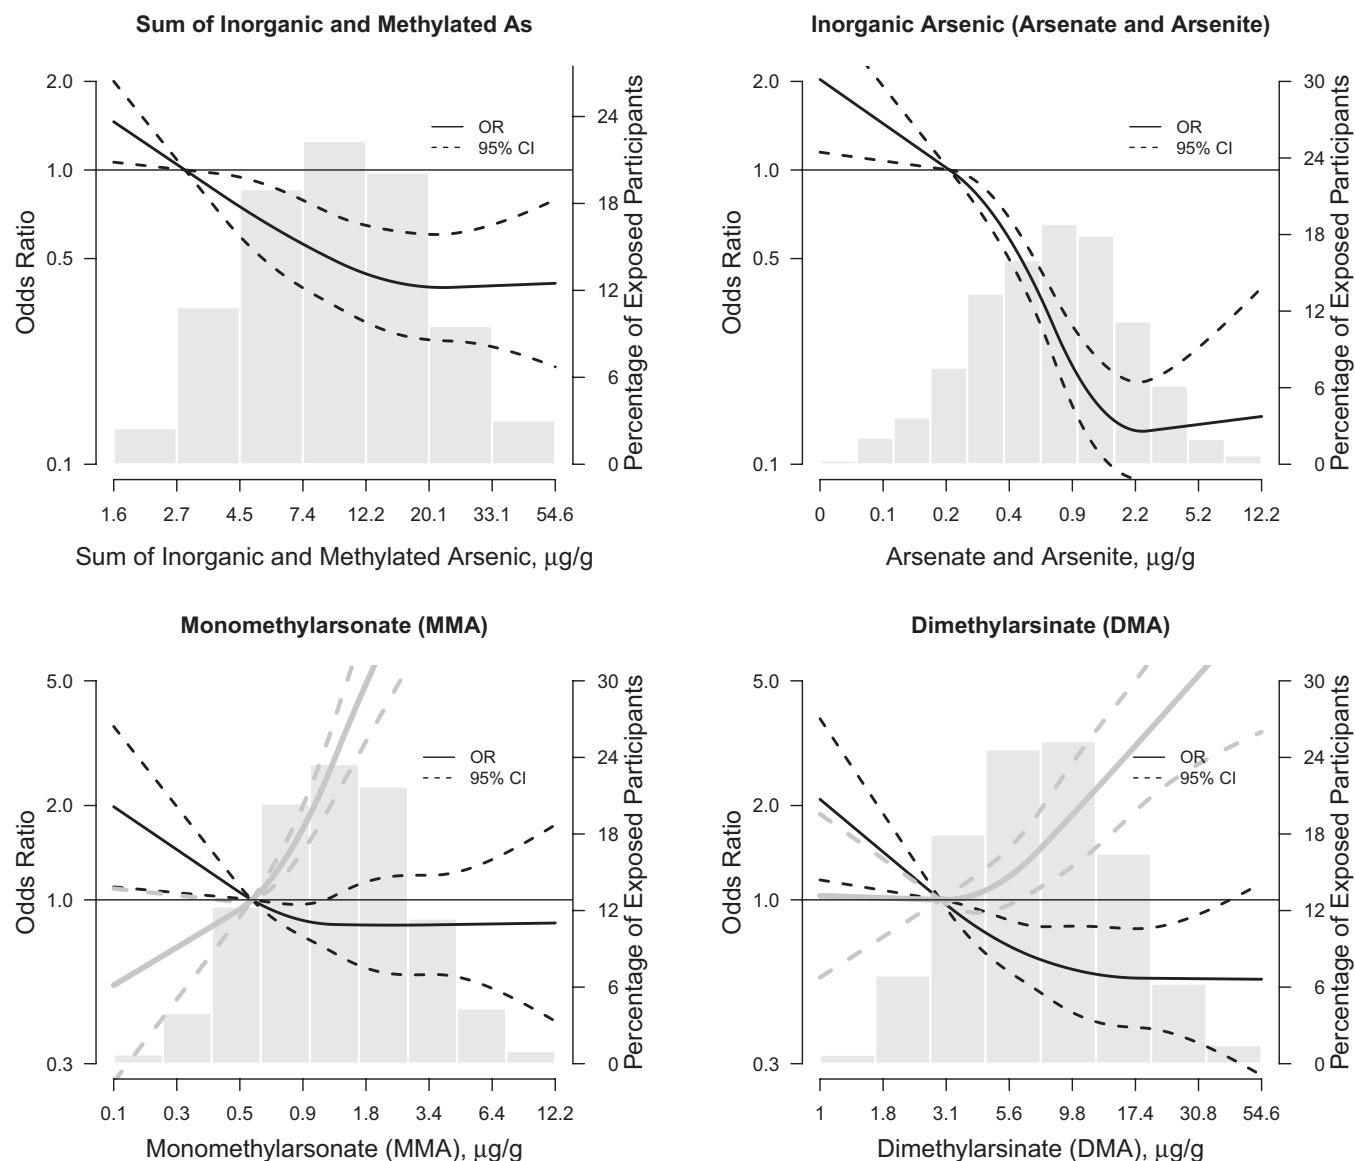 Sum of Inorganic and Methylated As
Odds Ratio
2.0
1.0
0.5
0.1
OR
95% CI
24
18
12
6
0
Percentage of Exposed Participants
1.6 2.7 4.5 7.4 12.2 20.1 33.1 54.6
Sum of Inorganic and Methylated Arsenic, μg/g
Inorganic Arsenic (Arsenate and Arsenite)
Odds Ratio
2.0
1.0
0.5
0.1
OR
95% CI
30
24
18
12
6
0
Percentage of Exposed Participants
0 0.1 0.2 0.4 0.9 2.2 5.2 12.2
Arsenate and Arsenite, μg/g
Monomethylarsonate (MMA)
Odds Ratio
5.0
2.0
1.0
0.3
OR
95% CI
30
24
18
12
6
0
Percentage of Exposed Participants
0.1 0.3 0.5 0.9 1.8 3.4 6.4 12.2
Monomethylarsonate (MMA), μg/g
Dimethylarsinate (DMA)
Odds Ratio
5.0
2.0
1.0
0.3
OR
95% CI
30
24
18
12
6
0
Percentage of Exposed Participants
1 1.8 3.1 5.6 9.8 17.4 30.8 54.6
Dimethylarsinate (DMA), μg/g